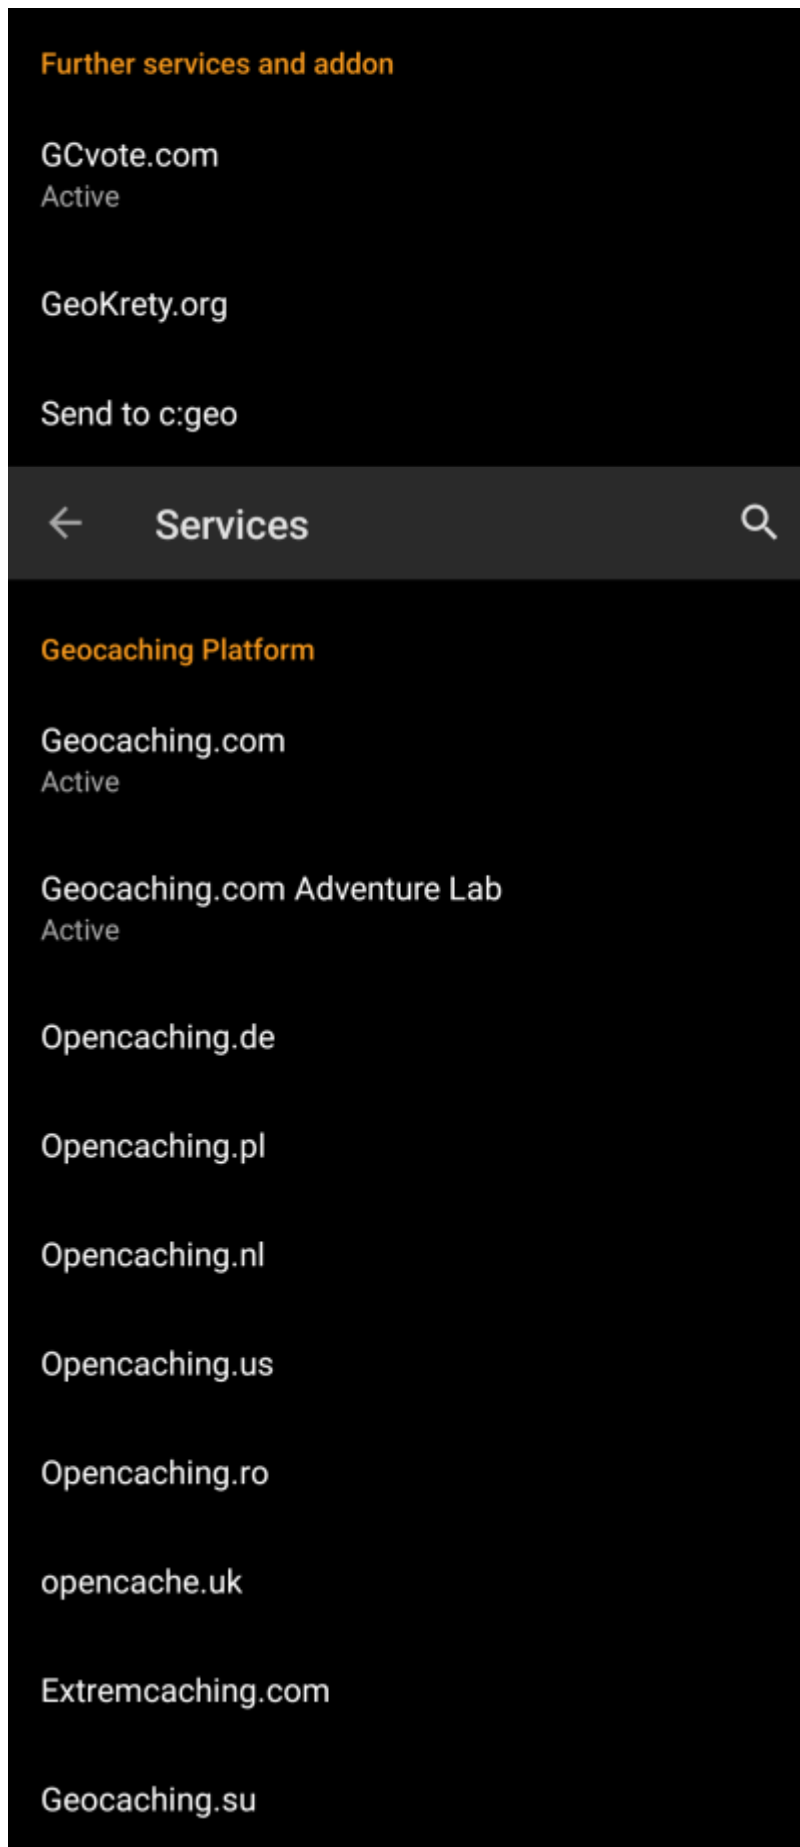 Further services and addon
GCvote.com
Active
GeoKrety.org
Send to c:geo
Services
Geocaching Platform
Geocaching.com
Active
Geocaching.com Adventure Lab
Active
Opencaching.de
Opencaching.pl
Opencaching.nl
Opencaching.us
Opencaching.ro
opencache.uk
Extremcaching.com
Geocaching.su